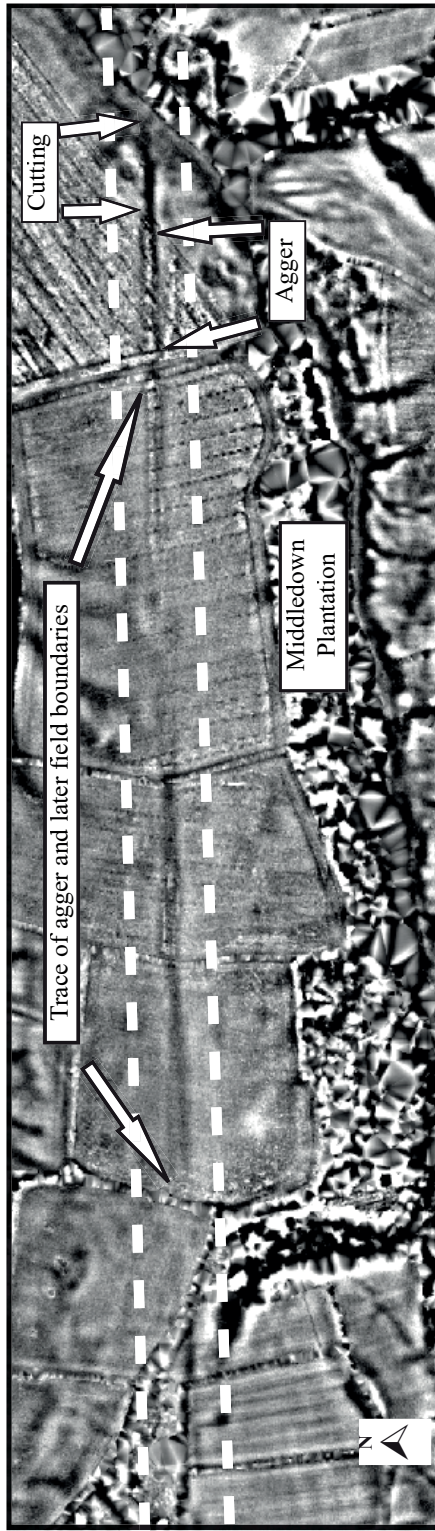 Trace of agger and later field boundaries
Cutting
Agger
Middledown
Plantation
N